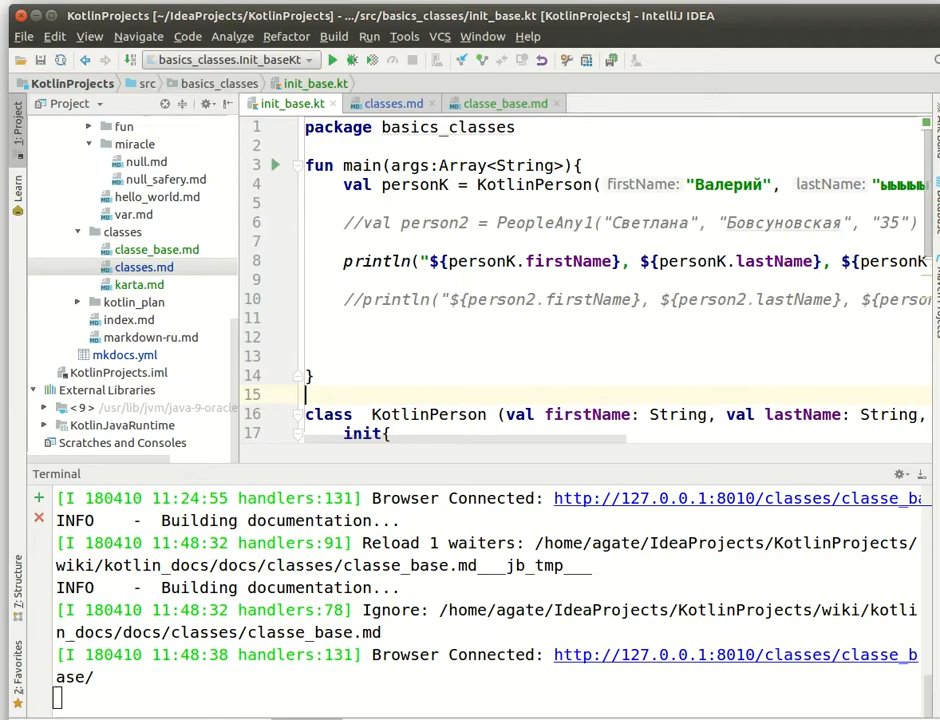 KotlinProjects [~/IdeaProjects/KotlinProjects] - .../src/basics_classes/init_base.kt [KotlinProjects] - IntelliJ IDEA
File Edit View Navigate Code Analyze Refactor Build Run Tools VCS Window Help
basics_classes.Init_baseKt
KotlinProjects src basics_classes init_base.kt
Project
init_base.kt classes.md classe_base.md
1: Project
Learn
7: Structure
2: Favorites
fun
miracle
null.md
null_safery.md
hello_world.md
var.md
classes
classe_base.md
classes.md
karta.md
kotlin_plan
index.md
markdown-ru.md
mkdocs.yml
KotlinProjects.iml
External Libraries
< 9 > /usr/lib/jvm/java-9-oracle
KotlinJavaRuntime
Scratches and Consoles
1 package basics_classes
2
3 fun main(args:Array<String>){
4 val personK = KotlinPerson( firstName: "Валерий", lastName: "ыыыыы
5
6 //val person2 = PeopleAny1("Светлана", "Бовсуновская", "35")
7
8 println("${personK.firstName}, ${personK.lastName}, ${personK
9
10 //println("${person2.firstName}, ${person2.lastName}, ${person
11
12
13
14 }
15
16 class KotlinPerson (val firstName: String, val lastName: String,
17 init{
Terminal
[I 180410 11:24:55 handlers:131] Browser Connected: http://127.0.0.1:8010/classes/classe_ba
INFO - Building documentation...
[I 180410 11:48:32 handlers:91] Reload 1 waiters: /home/agate/IdeaProjects/KotlinProjects/
wiki/kotlin_docs/docs/classes/classe_base.md___jb_tmp___
INFO - Building documentation...
[I 180410 11:48:32 handlers:78] Ignore: /home/agate/IdeaProjects/KotlinProjects/wiki/kotli
n_docs/docs/classes/classe_base.md
[I 180410 11:48:38 handlers:131] Browser Connected: http://127.0.0.1:8010/classes/classe_b
ase/